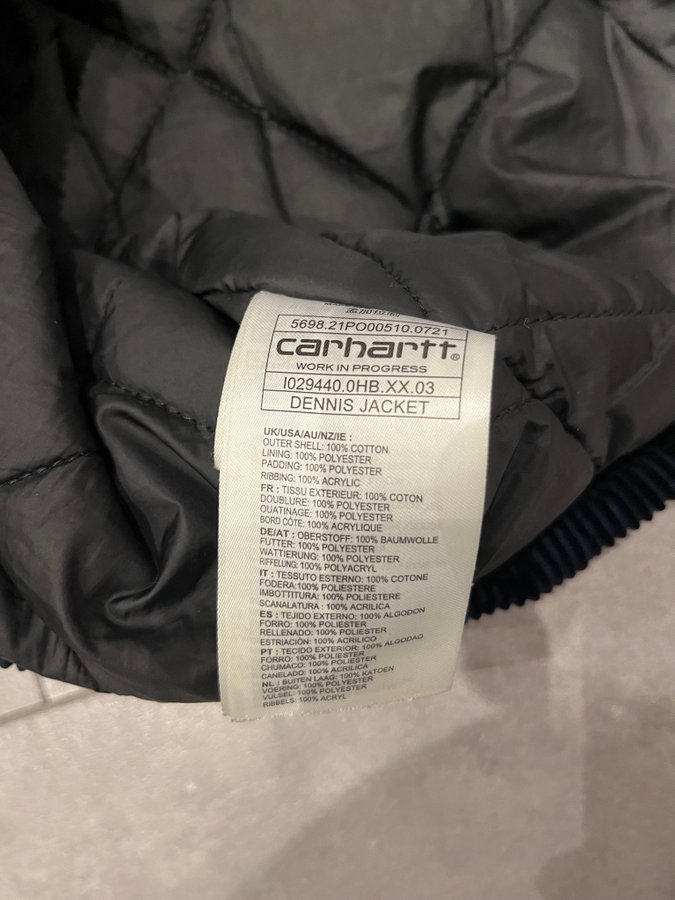 5698.21PO00510.0721
carhartt®
WORK IN PROGRESS
I029440.0HB.XX.03
DENNIS JACKET
UK/USA/AU/NZ/IE :
OUTER SHELL: 100% COTTON
LINING: 100% POLYESTER
PADDING: 100% POLYESTER
RIBBING: 100% ACRYLIC
FR : TISSU EXTERIEUR: 100% COTON
DOUBLURE: 100% POLYESTER
OUATINAGE: 100% POLYESTER
BORD CÔTE: 100% ACRYLIQUE
DE/AT : OBERSTOFF: 100% BAUMWOLLE
FUTTER: 100% POLYESTER
WATTIERUNG: 100% POLYESTER
RIFFELUNG: 100% POLYACRYL
IT : TESSUTO ESTERNO: 100% COTONE
FODERA:100% POLIESTERE
IMBOTTITURA: 100% POLIESTERE
SCANALATURA : 100% ACRILICA
ES : TEJIDO EXTERNO: 100% ALGODON
FORRO: 100% POLIESTER
RELLENADO: 100% POLIESTER
ESTRIACIÓN: 100% ACRILICO
PT : TECIDO EXTERIOR: 100% ALGODAO
FORRO: 100% POLIESTER
CHUMACO: 100% POLIESTER
CANELADO: 100% ACRILICA
NL : BUITEN LAAG: 100% KATOEN
VOERING: 100% POLYESTER
VULSEL: 100% POLYESTER
RIBBELS: 100% ACRYL